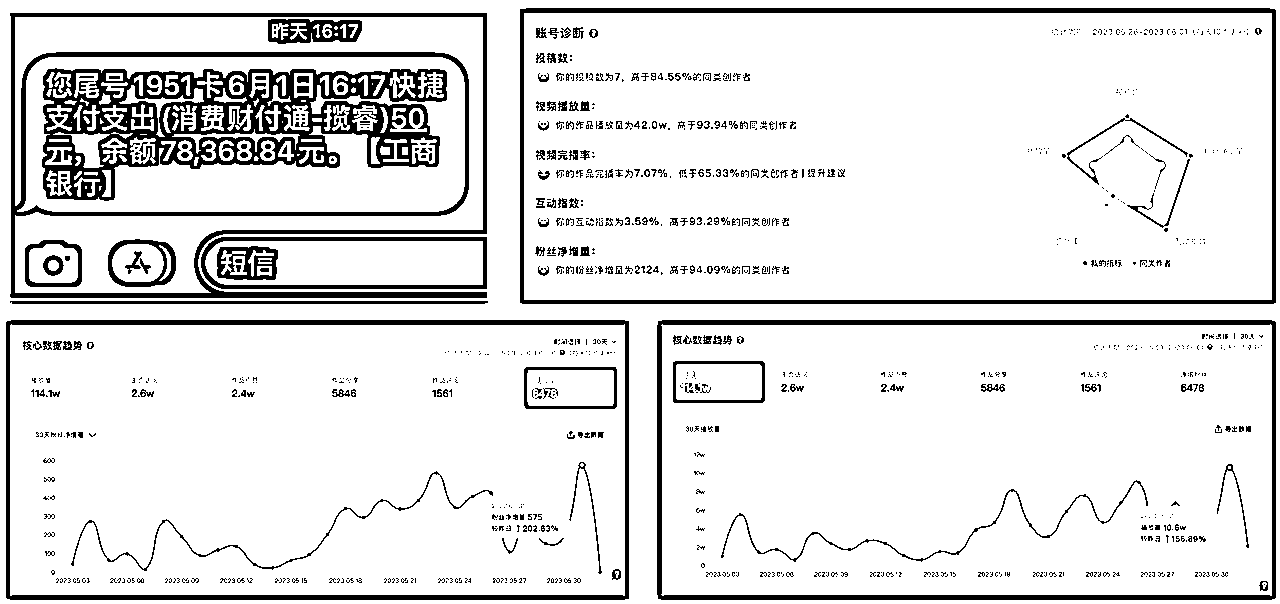 昨天 16:17
您尾号1951卡6月1日16:17快捷
支付支出(消费财付通-揽睿)50
元，余额78,368.84元。【工商
银行】
短信
账号诊断
投稿数：
你的投稿数为7，高于94.55%的同类创作者
视频播放量：
你的作品播放量为42.0w，高于93.94%的同类创作者
视频完播率：
你的作品完播率为7.07%，低于65.33%的同类创作者 | 提升建议
互动指数：
你的互动指数为3.59%，高于93.29%的同类创作者
粉丝净增量：
你的粉丝净增量为2124，高于94.09%的同类创作者
我的指标 同类创作者
核心数据趋势
时间选择 | 30天
114.1w 2.6w 2.4w 5846 1561 6478
30天粉丝净增量
导出数据
600
500
400
300
200
100
0
粉丝净增量 575
较昨日 ↑ 202.63%
2023.05.03 2023.05.06 2023.05.12 2023.05.15 2023.05.18 2023.05.21 2023.05.24 2023.05.27 2023.05.30
核心数据趋势
时间选择 | 30天
2.6w 2.4w 5846 1561 6478
30天播放量
导出数据
12w
10w
8w
6w
4w
2w
0
播放量 10.6w
较昨日 ↑ 156.89%
2023.05.03 2023.05.06 2023.05.12 2023.05.15 2023.05.18 2023.05.21 2023.05.24 2023.05.27 2023.05.30